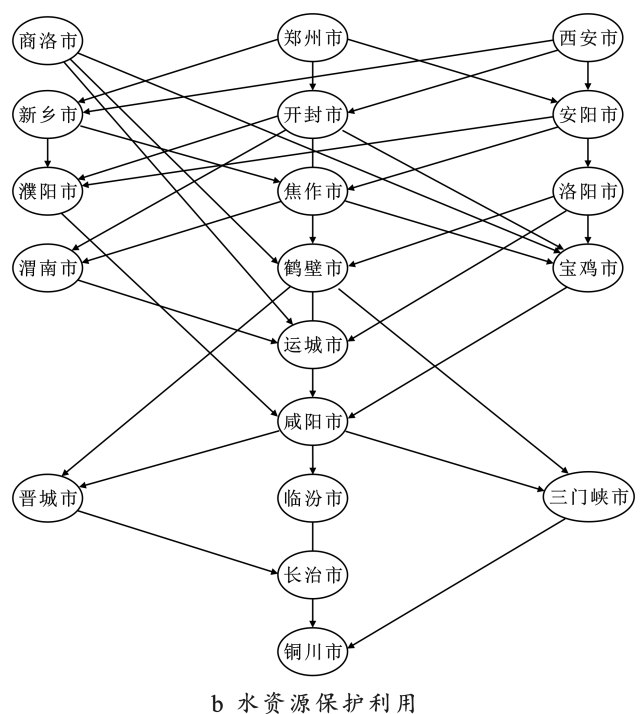 商洛市 郑州市 西安市
新乡市 开封市 安阳市
濮阳市 焦作市 洛阳市
渭南市 鹤壁市 宝鸡市
运城市
咸阳市
晋城市 临汾市 三门峡市
长治市
铜川市
b 水资源保护利用